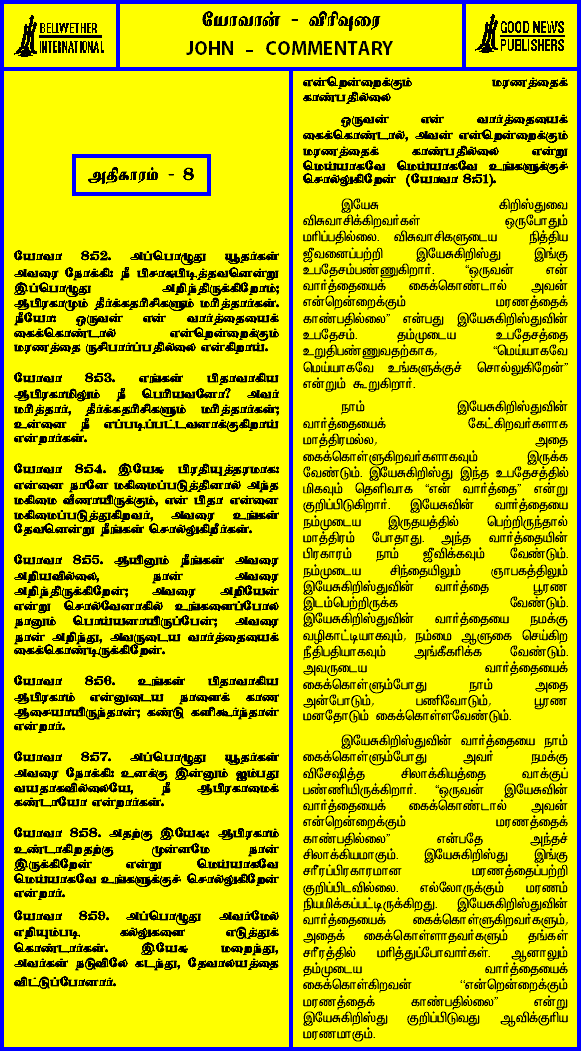 BELLWETHER
INTERNATIONAL
யோவான் - விரிவுரை
JOHN – COMMENTARY
GOOD NEWS
PUBLISHERS
அதிகாரம் - 8
யோவா 8:52. அப்பொழுது யூதர்கள்
அவரை நோக்கி: நீ பிசாசுபிடித்தவனென்று
இப்பொழுது அறிந்திருக்கிறோம்;
ஆபிரகாமும் தீர்க்கதரிசிகளும் மரித்தார்கள்.
நீயோ: ஒருவன் என் வார்த்தையைக்
கைக்கொண்டால் என்றென்றைக்கும்
மரணத்தை ருசிபார்ப்பதில்லை என்கிறாய்.
யோவா 8:53. எங்கள் பிதாவாகிய
ஆபிரகாமிலும் நீ பெரியவனோ? அவர்
மரித்தார், தீர்க்கதரிசிகளும் மரித்தார்கள்;
உன்னை நீ எப்படிப்பட்டவனாக்குகிறாய்
என்றார்கள்.
யோவா 8:54. இயேசு பிரதியுத்தரமாக:
என்னை நானே மகிமைப்படுத்தினால் அந்த
மகிமை வீணாயிருக்கும், என் பிதா என்னை
மகிமைப்படுத்துகிறவர், அவரை உங்கள்
தேவனென்று நீங்கள் சொல்லுகிறீர்கள்.
யோவா 8:55. ஆயினும் நீங்கள் அவரை
அறியவில்லை, நான் அவரை
அறிந்திருக்கிறேன்; அவரை அறியேன்
என்று சொல்வேனாகில் உங்களைப்போல
நானும் பொய்யனாயிருப்பேன்; அவரை
நான் அறிந்து, அவருடைய வார்த்தையைக்
கைக்கொண்டிருக்கிறேன்.
யோவா 8:56. உங்கள் பிதாவாகிய
ஆபிரகாம் என்னுடைய நாளைக் காண
ஆசையாயிருந்தான்; கண்டு களிகூர்ந்தான்
என்றார்.
யோவா 8:57. அப்பொழுது யூதர்கள்
அவரை நோக்கி: உனக்கு இன்னும் ஐம்பது
வயதாகவில்லையே, நீ ஆபிரகாமைக்
கண்டாயோ என்றார்கள்.
யோவா 8:58. அதற்கு இயேசு: ஆபிரகாம்
உண்டாகிறதற்கு முன்னமே நான்
இருக்கிறேன் என்று மெய்யாகவே
மெய்யாகவே உங்களுக்குச் சொல்லுகிறேன்
என்றார்.
யோவா 8:59. அப்பொழுது அவர்மேல்
எறியும்படி கல்லுகளை எடுத்துக்
கொண்டார்கள். இயேசு மறைந்து,
அவர்கள் நடுவிலே கடந்து, தேவாலயத்தை
விட்டுப்போனார்.
என்றென்றைக்கும் மரணத்தைக்
காண்பதில்லை
ஒருவன் என் வார்த்தையைக்
கைக்கொண்டால், அவன் என்றென்றைக்கும்
மரணத்தைக் காண்பதில்லை என்று
மெய்யாகவே மெய்யாகவே உங்களுக்குச்
சொல்லுகிறேன் (யோவா 8:51).
இயேசு கிறிஸ்துவை
விசுவாசிக்கிறவர்கள் ஒருபோதும்
மரிப்பதில்லை. விசுவாசிகளுடைய நித்திய
ஜீவனைப்பற்றி இயேசுகிறிஸ்து இங்கு
உபதேசம்பண்ணுகிறார். “ஒருவன் என்
வார்த்தையைக் கைக்கொண்டால் அவன்
என்றென்றைக்கும் மரணத்தைக்
காண்பதில்லை” என்பது இயேசுகிறிஸ்துவின்
உபதேசம். தம்முடைய உபதேசத்தை
உறுதிபண்ணுவதற்காக, “மெய்யாகவே
மெய்யாகவே உங்களுக்குச் சொல்லுகிறேன்”
என்றும் கூறுகிறார்.
நாம் இயேசுகிறிஸ்துவின்
வார்த்தையைக் கேட்கிறவர்களாக
மாத்திரமல்ல, அதை
கைக்கொள்ளுகிறவர்களாகவும் இருக்க
வேண்டும். இயேசுகிறிஸ்து இந்த உபதேசத்தில்
மிகவும் தெளிவாக “என் வார்த்தை” என்று
குறிப்பிடுகிறார். இயேசுவின் வார்த்தையை
நம்முடைய இருதயத்தில் பெற்றிருந்தால்
மாத்திரம் போதாது. அந்த வார்த்தையின்
பிரகாரம் நாம் ஜீவிக்கவும் வேண்டும்.
நம்முடைய சிந்தையிலும் ஞாபகத்திலும்
இயேசுகிறிஸ்துவின் வார்த்தை பூரண
இடம்பெற்றிருக்க வேண்டும்.
இயேசுகிறிஸ்துவின் வார்த்தையை நமக்கு
வழிகாட்டியாகவும், நம்மை ஆளுகை செய்கிற
நீதிபதியாகவும் அங்கீகரிக்க வேண்டும்.
அவருடைய வார்த்தையைக்
கைக்கொள்ளும்போது நாம் அதை
அன்போடும், பணிவோடும், பூரண
மனதோடும் கைக்கொள்ளவேண்டும்.
இயேசுகிறிஸ்துவின் வார்த்தையை நாம்
கைக்கொள்ளும்போது அவர் நமக்கு
விசேஷித்த சிலாக்கியத்தை வாக்குப்
பண்ணியிருக்கிறார். “ஒருவன் இயேசுவின்
வார்த்தையைக் கைக்கொண்டால் அவன்
என்றென்றைக்கும் மரணத்தைக்
காண்பதில்லை” என்பதே அந்தச்
சிலாக்கியமாகும். இயேசுகிறிஸ்து இங்கு
சரீரப்பிரகாரமான மரணத்தைப்பற்றி
குறிப்பிடவில்லை. எல்லோருக்கும் மரணம்
நியமிக்கப்பட்டிருக்கிறது. இயேசுகிறிஸ்துவின்
வார்த்தையைக் கைக்கொள்ளுகிறவர்களும்,
அதைக் கைக்கொள்ளாதவர்களும் தங்கள்
சரீரத்தில் மரித்துப்போவார்கள். ஆனாலும்
தம்முடைய வார்த்தையைக்
கைக்கொள்கிறவன் “என்றென்றைக்கும்
மரணத்தைக் காண்பதில்லை” என்று
இயேசுகிறிஸ்து குறிப்பிடுவது ஆவிக்குரிய
மரணமாகும்.